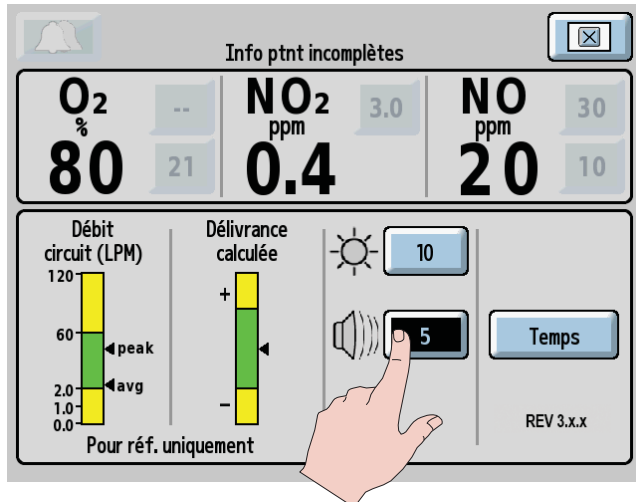 Info ptnt incomplètes
O2
%
80
--
21
NO2
ppm
0.4
3.0
NO
ppm
20
30
10
Débit
circuit (LPM)
120
60
2.0
1.0
0.0
peak
avg
Délivrance
calculée
+
−
Pour réf. uniquement
10
5
Temps
REV 3.x.x